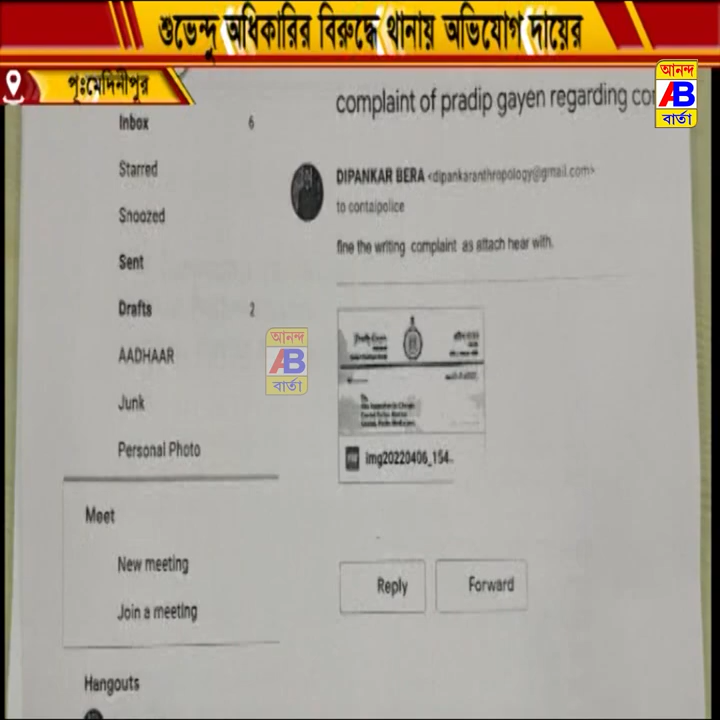 শুভেন্দু অধিকারির বিরুদ্ধে থানায় অভিযোগ দায়ের
পূঃমেদিনীপুর
আনন্দ
AB
বার্তা
complaint of pradip gayen regarding
Inbox 6
Starred
DIPANKAR BERA <dipankaranthropology@gmail.com>
to contaipolice
Snoozed
fine the writing complaint as attach hear with.
Sent
Drafts 2
আনন্দ
AB
বার্তা
AADHAAR
Junk
Personal Photo
img20220406_154..
Meet
New meeting
Reply Forward
Join a meeting
Hangouts